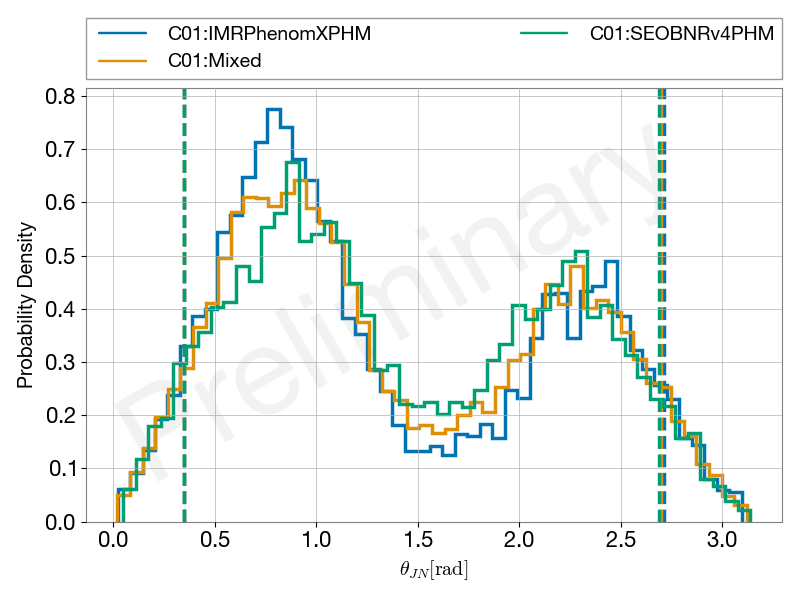 C01:IMRPhenomXPHM
C01:Mixed
C01:SEOBNRv4PHM
0.8
0.7
0.6
0.5
0.4
0.3
0.2
0.1
0.0
Probability Density
Preliminary
0.0 0.5 1.0 1.5 2.0 2.5 3.0
θ_JN[rad]